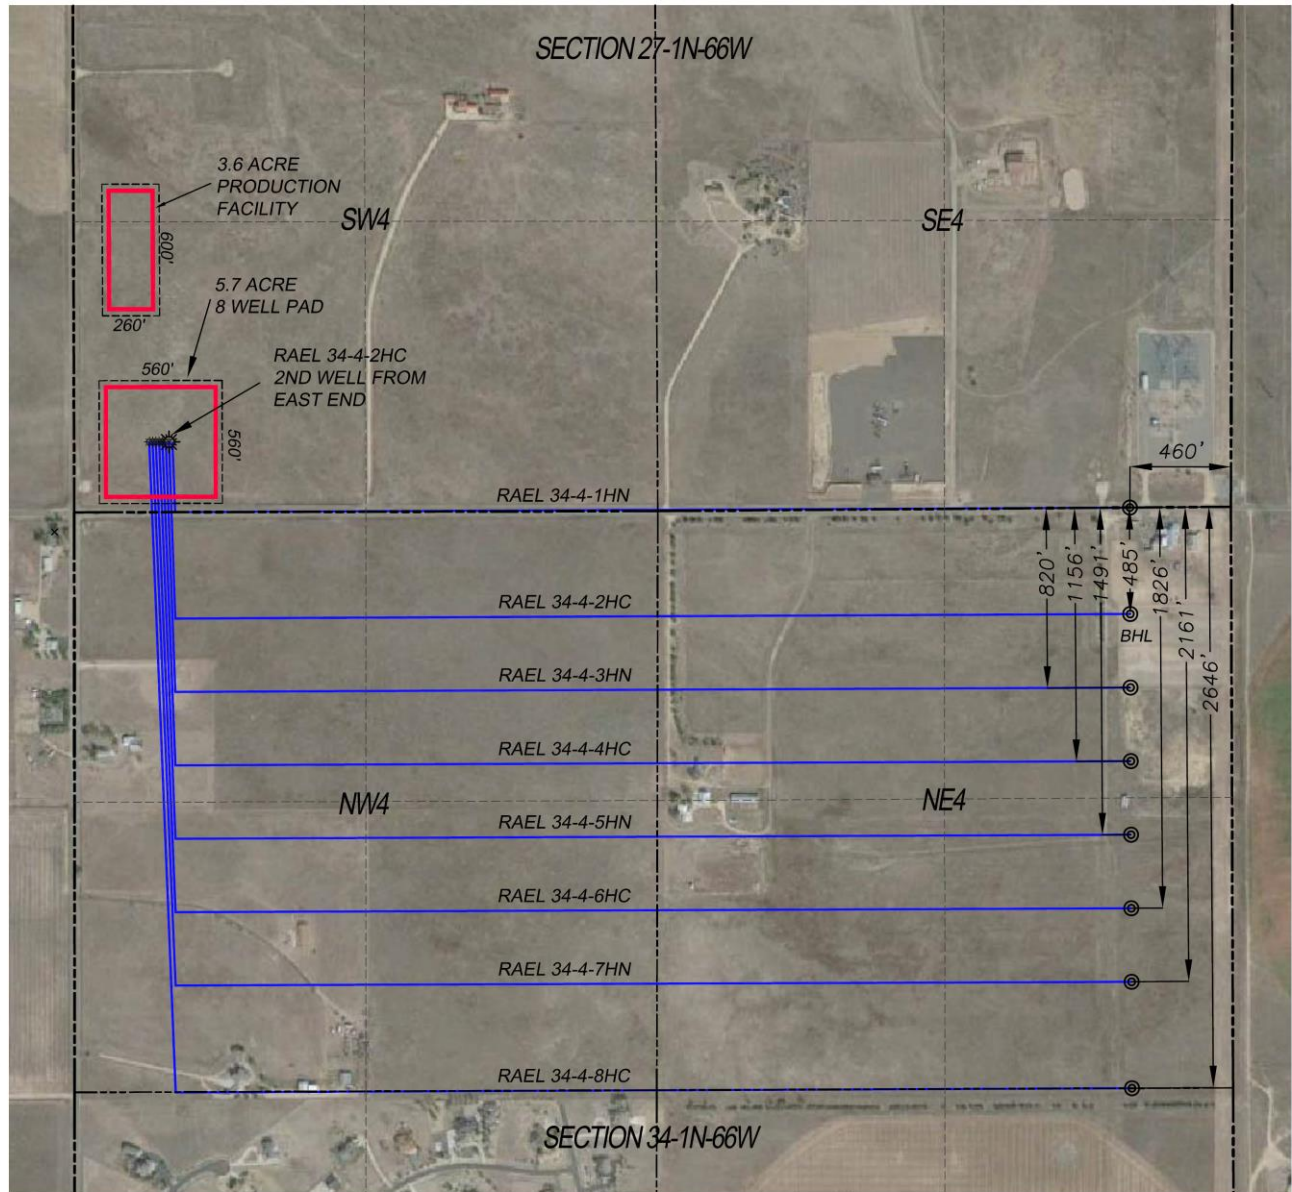 SECTION 27-1N-66W
3.6 ACRE
PRODUCTION
FACILITY
SW4
SE4
600'
5.7 ACRE
8 WELL PAD
260'
RAEL 34-4-2HC
2ND WELL FROM
EAST END
560'
560'
460'
RAEL 34-4-1HN
820'
1156'
1491'
485'
1826'
2161'
2646'
RAEL 34-4-2HC
BHL
RAEL 34-4-3HN
RAEL 34-4-4HC
NW4
NE4
RAEL 34-4-5HN
RAEL 34-4-6HC
RAEL 34-4-7HN
RAEL 34-4-8HC
SECTION 34-1N-66W